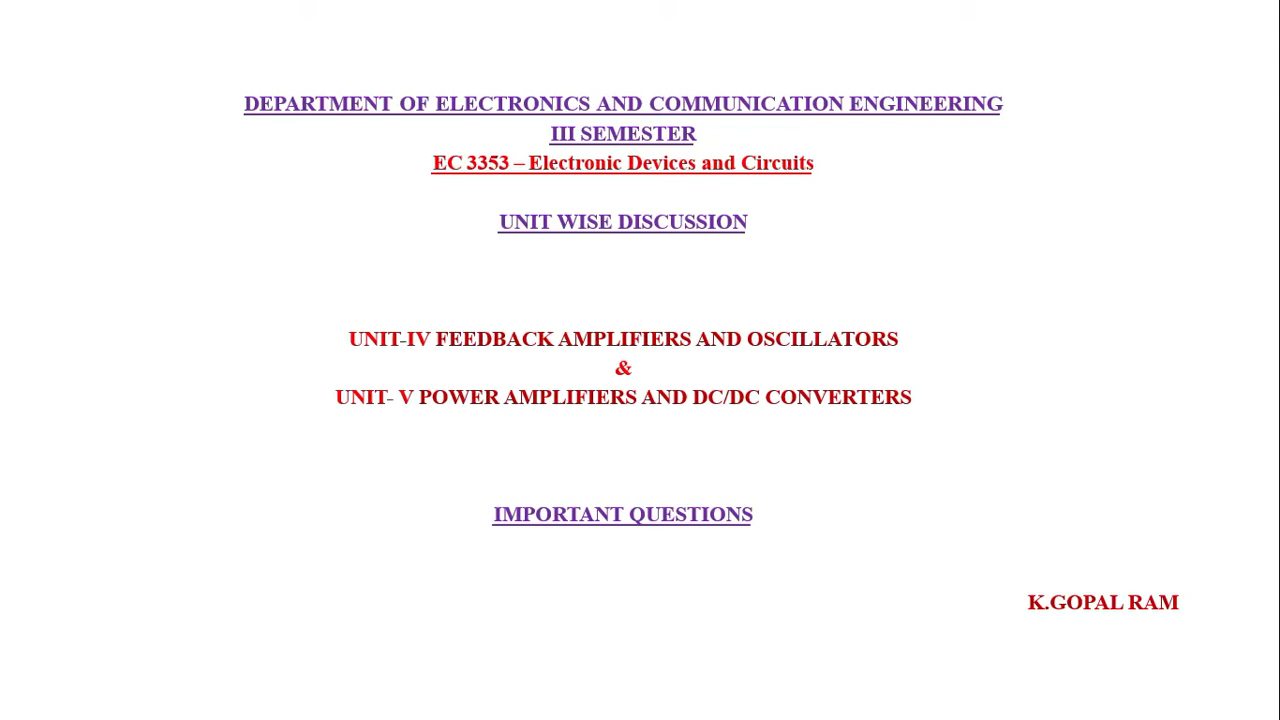 DEPARTMENT OF ELECTRONICS AND COMMUNICATION ENGINEERING
III SEMESTER
EC 3353 – Electronic Devices and Circuits
UNIT WISE DISCUSSION
UNIT-IV FEEDBACK AMPLIFIERS AND OSCILLATORS
&
UNIT- V POWER AMPLIFIERS AND DC/DC CONVERTERS
IMPORTANT QUESTIONS
K.GOPAL RAM